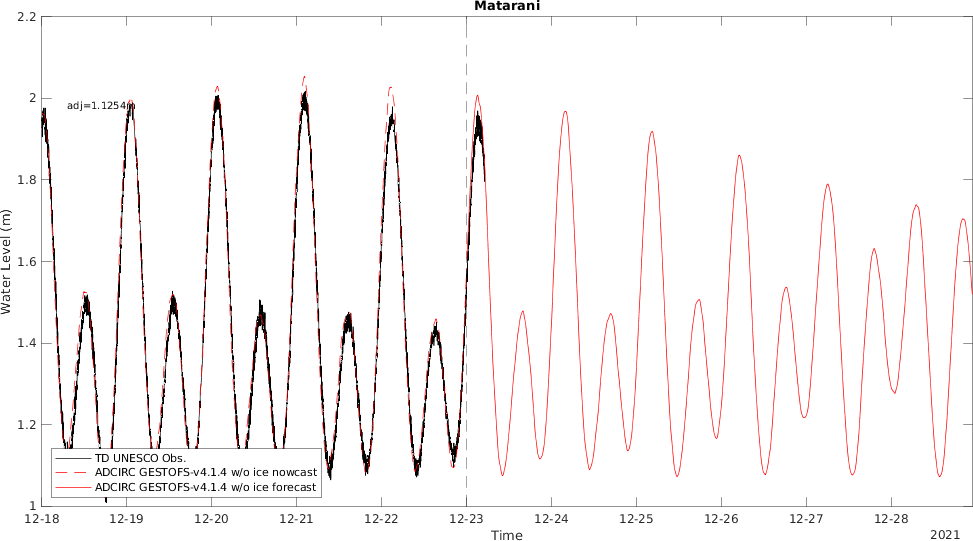 Matarani
2.2
2
1.8
1.6
1.4
1.2
1
Water Level (m)
adj=1.1254m
TD UNESCO Obs.
ADCIRC GESTOFS-v4.1.4 w/o ice nowcast
ADCIRC GESTOFS-v4.1.4 w/o ice forecast
12-18 12-19 12-20 12-21 12-22 12-23 12-24 12-25 12-26 12-27 12-28
Time
2021